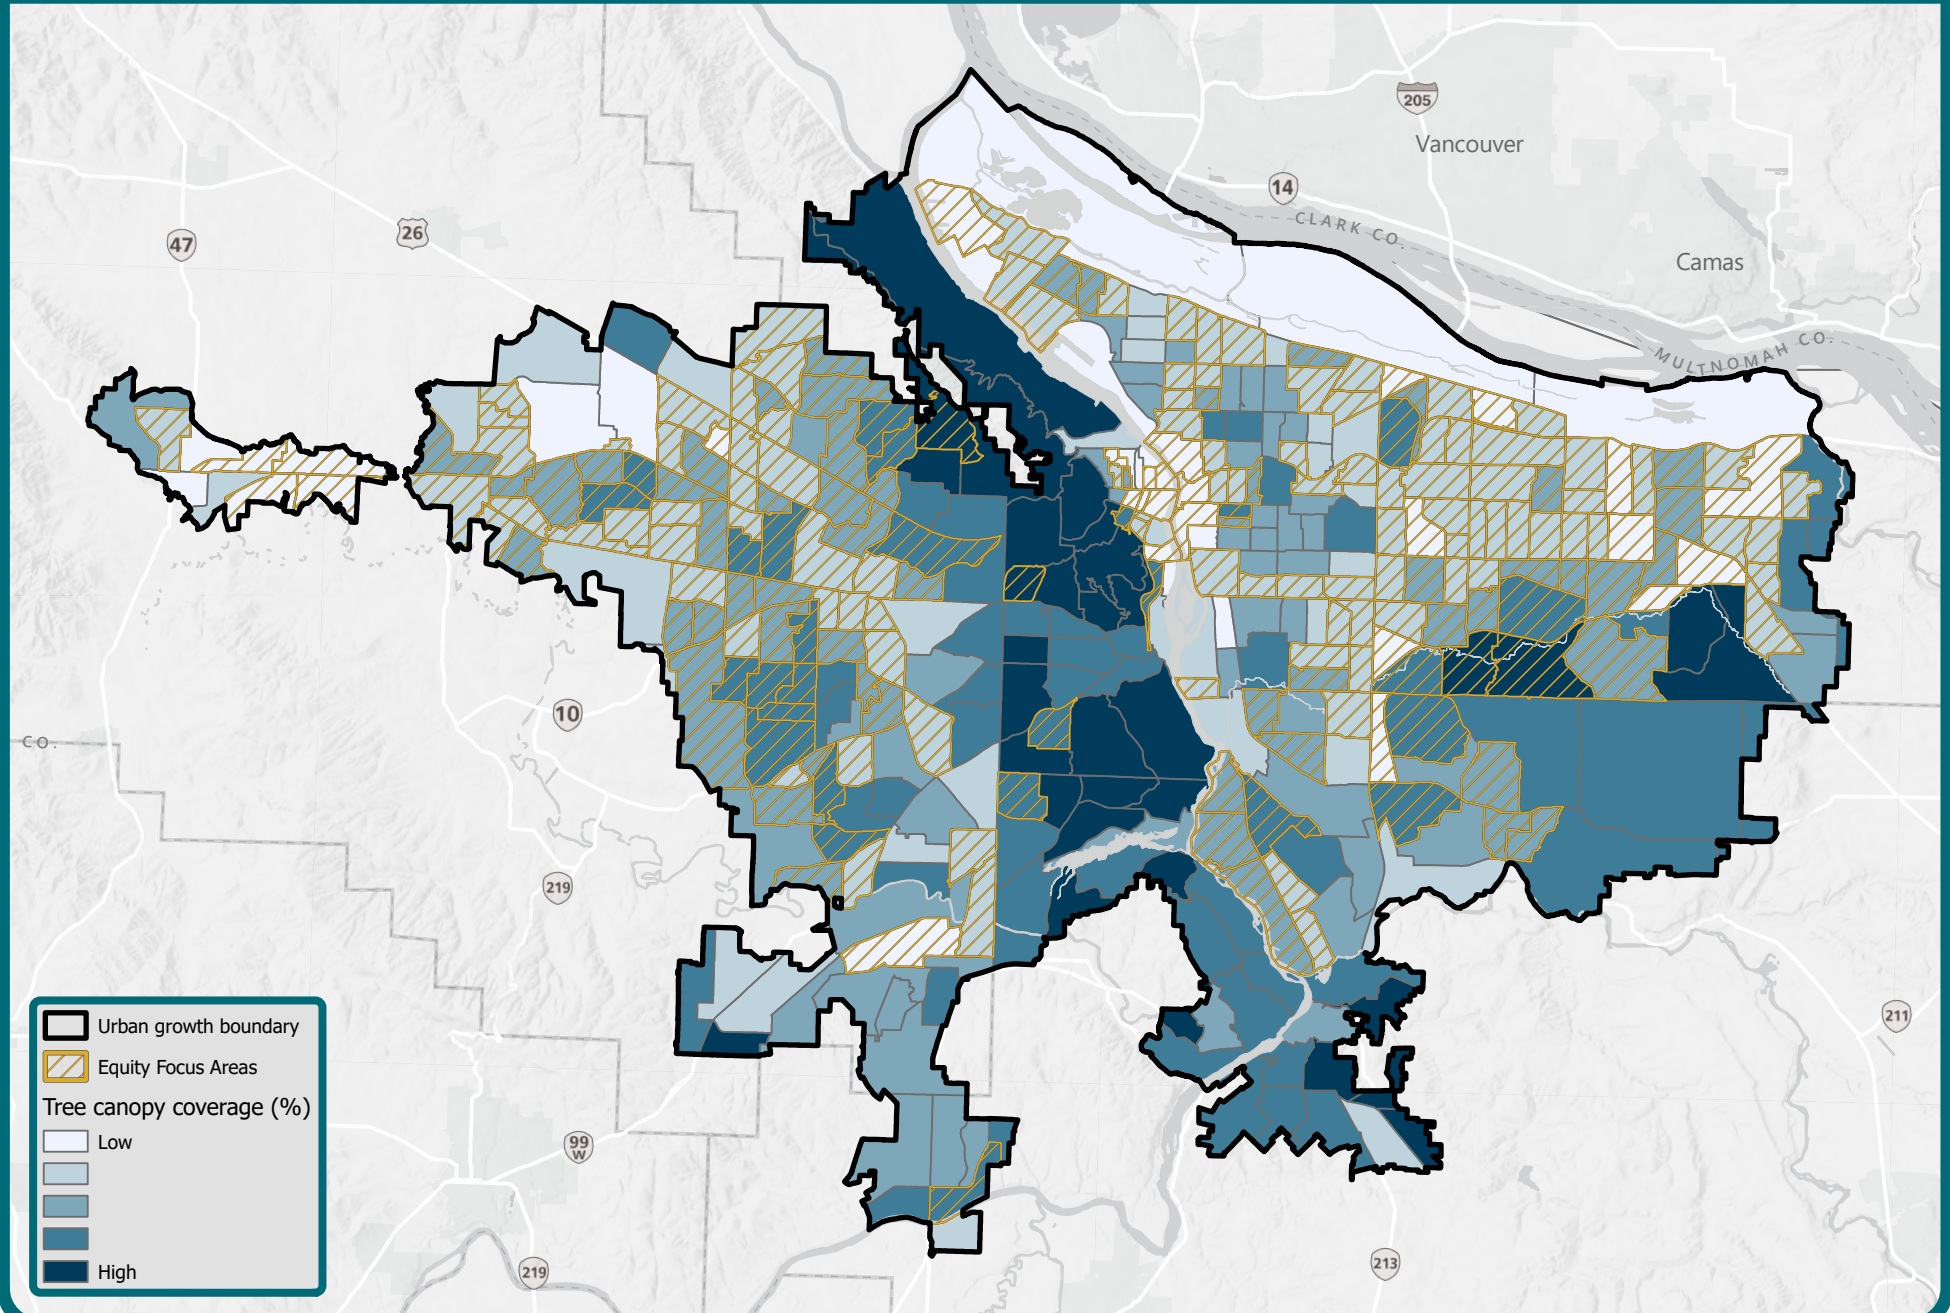 205
Vancouver
14
CLARK CO.
47
26
Camas
MULTNOMAH CO.
10
CO.
219
211
Urban growth boundary
Equity Focus Areas
Tree canopy coverage (%)
Low
High
99
W
219
213